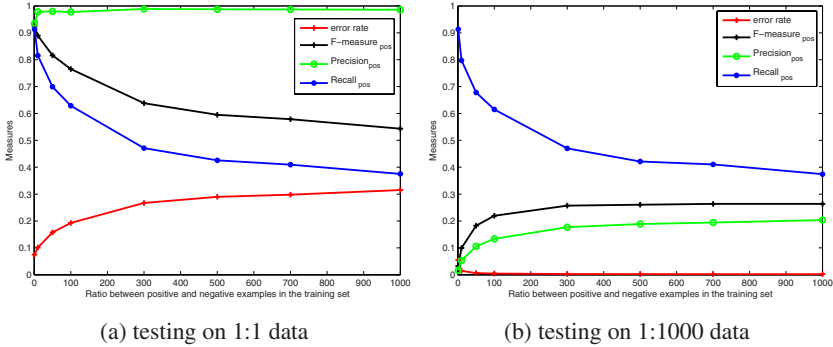 1
0.9
0.8
0.7
0.6
0.5
0.4
0.3
0.2
0.1
0
Measures
error rate
F-measure pos
Precision pos
Recall pos
0 100 200 300 400 500 600 700 800 900 1000
Ratio between positive and negative examples in the training set
(a) testing on 1:1 data
1
0.9
0.8
0.7
0.6
0.5
0.4
0.3
0.2
0.1
0
Measures
error rate
F-measure pos
Precision pos
Recall pos
0 100 200 300 400 500 600 700 800 900 1000
Ratio between positive and negative examples in the training set
(b) testing on 1:1000 data